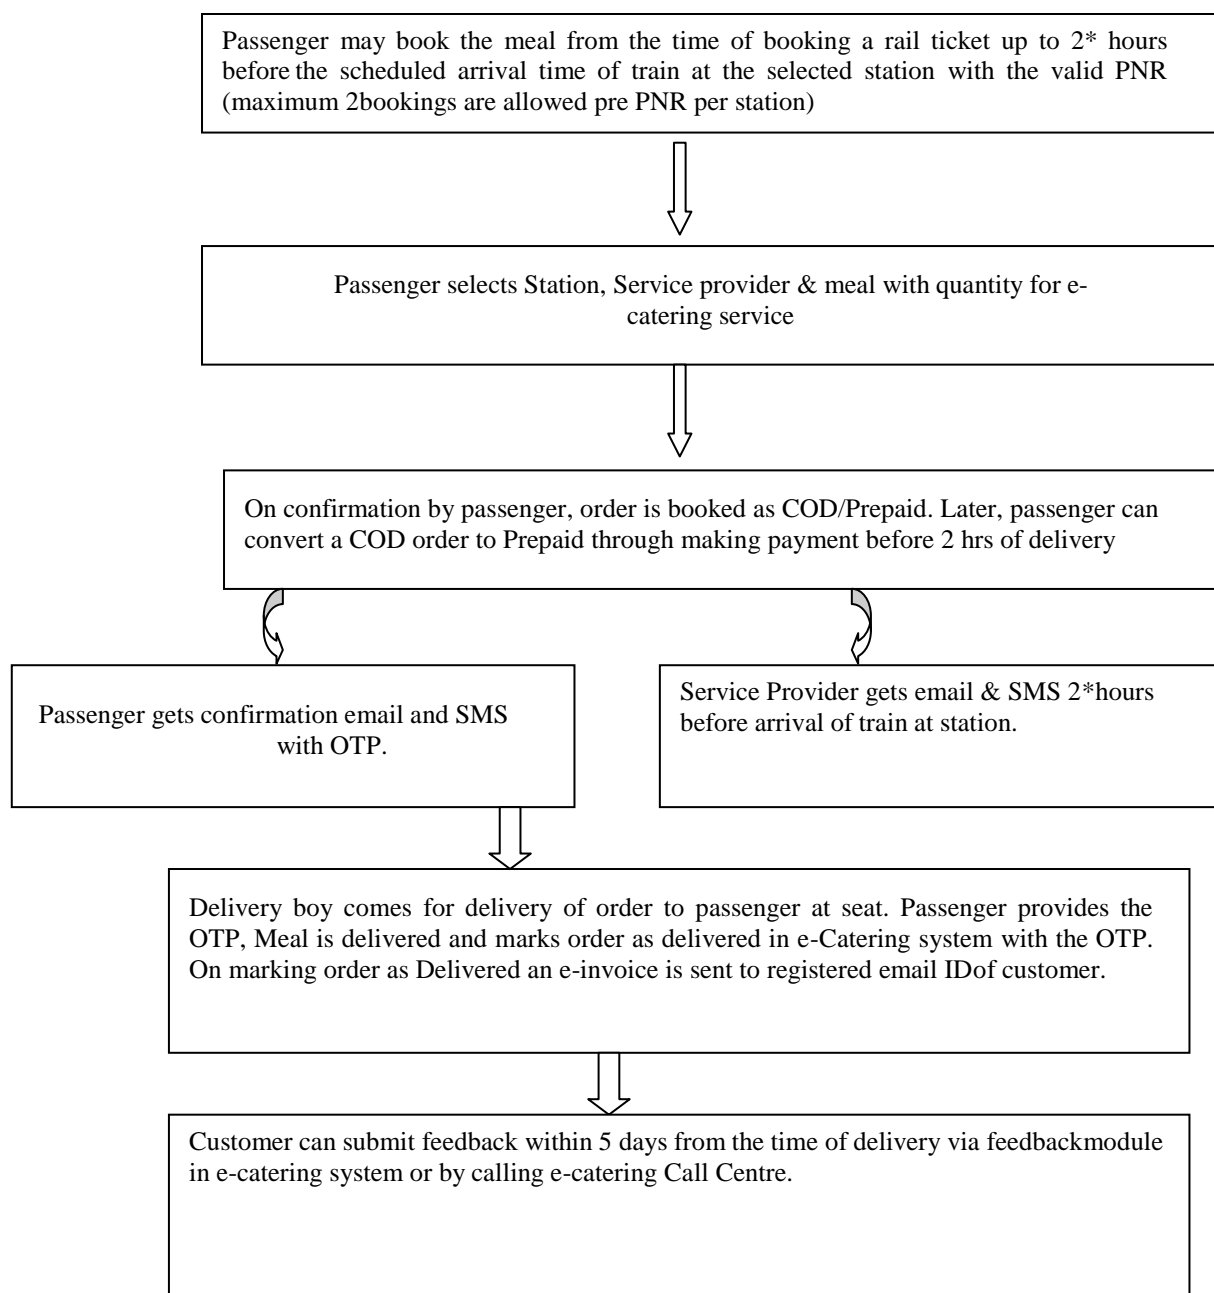 Passenger may book the meal from the time of booking a rail ticket up to 2* hours
before the scheduled arrival time of train at the selected station with the valid PNR
(maximum 2bookings are allowed pre PNR per station)
Passenger selects Station, Service provider & meal with quantity for e-
catering service
On confirmation by passenger, order is booked as COD/Prepaid. Later, passenger can
convert a COD order to Prepaid through making payment before 2 hrs of delivery
Passenger gets confirmation email and SMS
with OTP.
Service Provider gets email & SMS 2*hours
before arrival of train at station.
Delivery boy comes for delivery of order to passenger at seat. Passenger provides the
OTP, Meal is delivered and marks order as delivered in e-Catering system with the OTP.
On marking order as Delivered an e-invoice is sent to registered email IDof customer.
Customer can submit feedback within 5 days from the time of delivery via feedbackmodule
in e-catering system or by calling e-catering Call Centre.